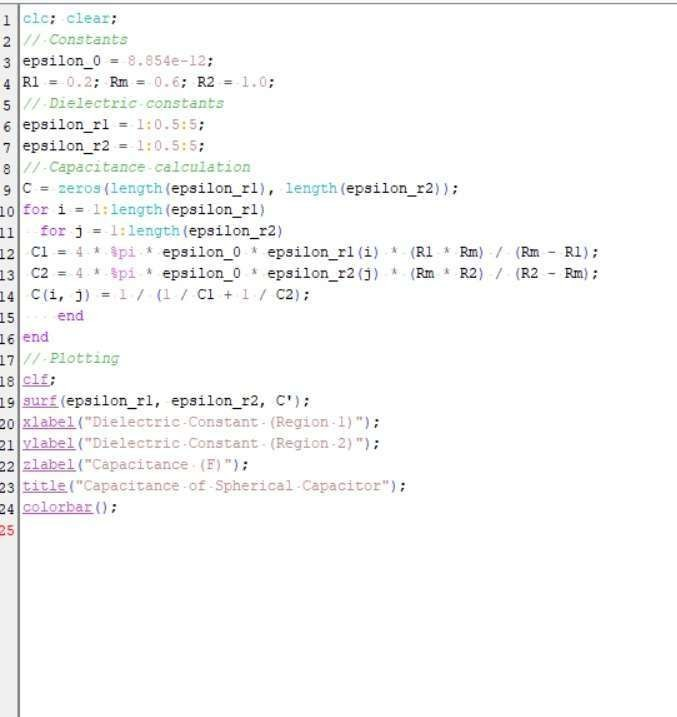 1 clc; clear;
2 // Constants
3 epsilon_0 = 8.854e-12;
4 R1 = 0.2; Rm = 0.6; R2 = 1.0;
5 // Dielectric constants
6 epsilon_r1 = 1:0.5:5;
7 epsilon_r2 = 1:0.5:5;
8 // Capacitance calculation
9 C = zeros(length(epsilon_r1), length(epsilon_r2));
10 for i = 1:length(epsilon_r1)
11   for j = 1:length(epsilon_r2)
12  C1 = 4 * %pi * epsilon_0 * epsilon_r1(i) * (R1 * Rm) / (Rm - R1);
13  C2 = 4 * %pi * epsilon_0 * epsilon_r2(j) * (Rm * R2) / (R2 - Rm);
14  C(i, j) = 1 / (1 / C1 + 1 / C2);
15     end
16 end
17 // Plotting
18 clf;
19 surf(epsilon_r1, epsilon_r2, C');
20 xlabel("Dielectric Constant (Region 1)");
21 ylabel("Dielectric Constant (Region 2)");
22 zlabel("Capacitance (F)");
23 title("Capacitance of Spherical Capacitor");
24 colorbar();
25